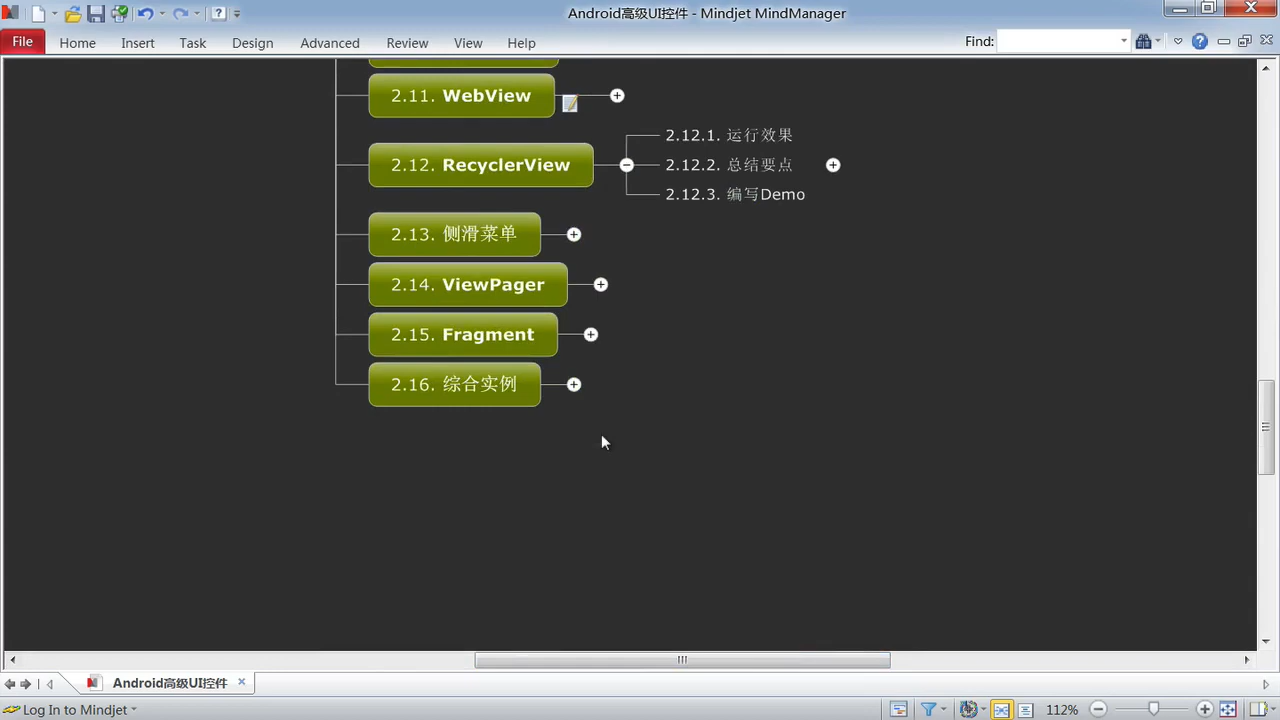 Android高级UI控件 - Mindjet MindManager
File Home Insert Task Design Advanced Review View Help Find:
2.11. WebView
2.12. RecyclerView
2.12.1. 运行效果
2.12.2. 总结要点
2.12.3. 编写Demo
2.13. 侧滑菜单
2.14. ViewPager
2.15. Fragment
2.16. 综合实例
Android高级UI控件
Log In to Mindjet
112%